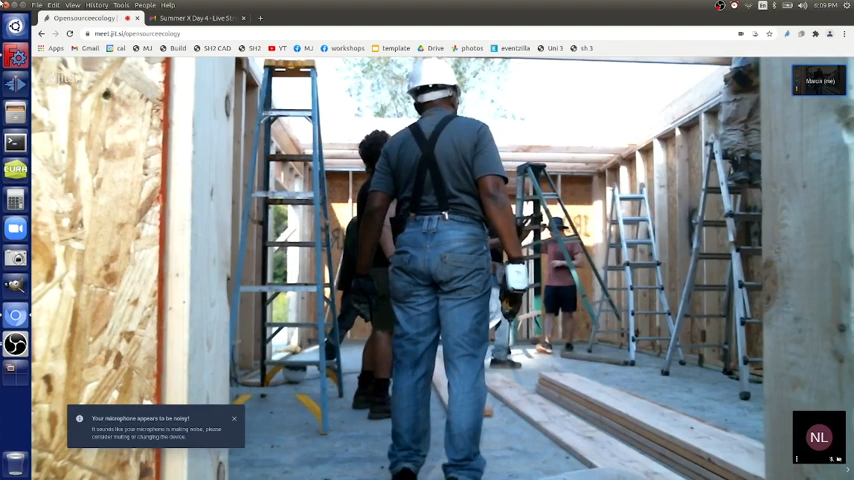 File Edit View History Tools People Help
6:09 PM
Opensourceecology
Summer X Day 4 - Live St
meet.jit.si/opensourceecology
Apps Gmail cal MJ Build SH2 CAD SH2 YT MJ workshops template Drive photos eventzilla Uni 3 sh 3
Marcin (me)
CURA
Your microphone appears to be noisy!
It sounds like your microphone is making noise, please
consider muting or changing the device.
NL